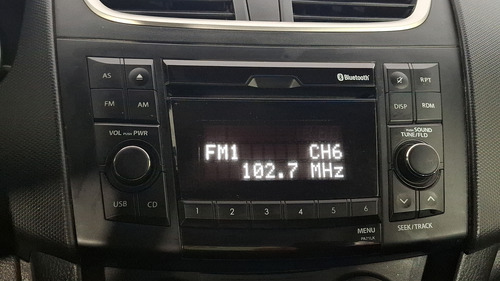 Bluetooth
AS
FM AM
VOL PUSH PWR
USB CD
RPT
DISP RDM
PUSH SOUND
TUNE/FLD
SEEK/TRACK
FM1 CH6
102.7 MHz
1 2 3 4 5 6
MENU